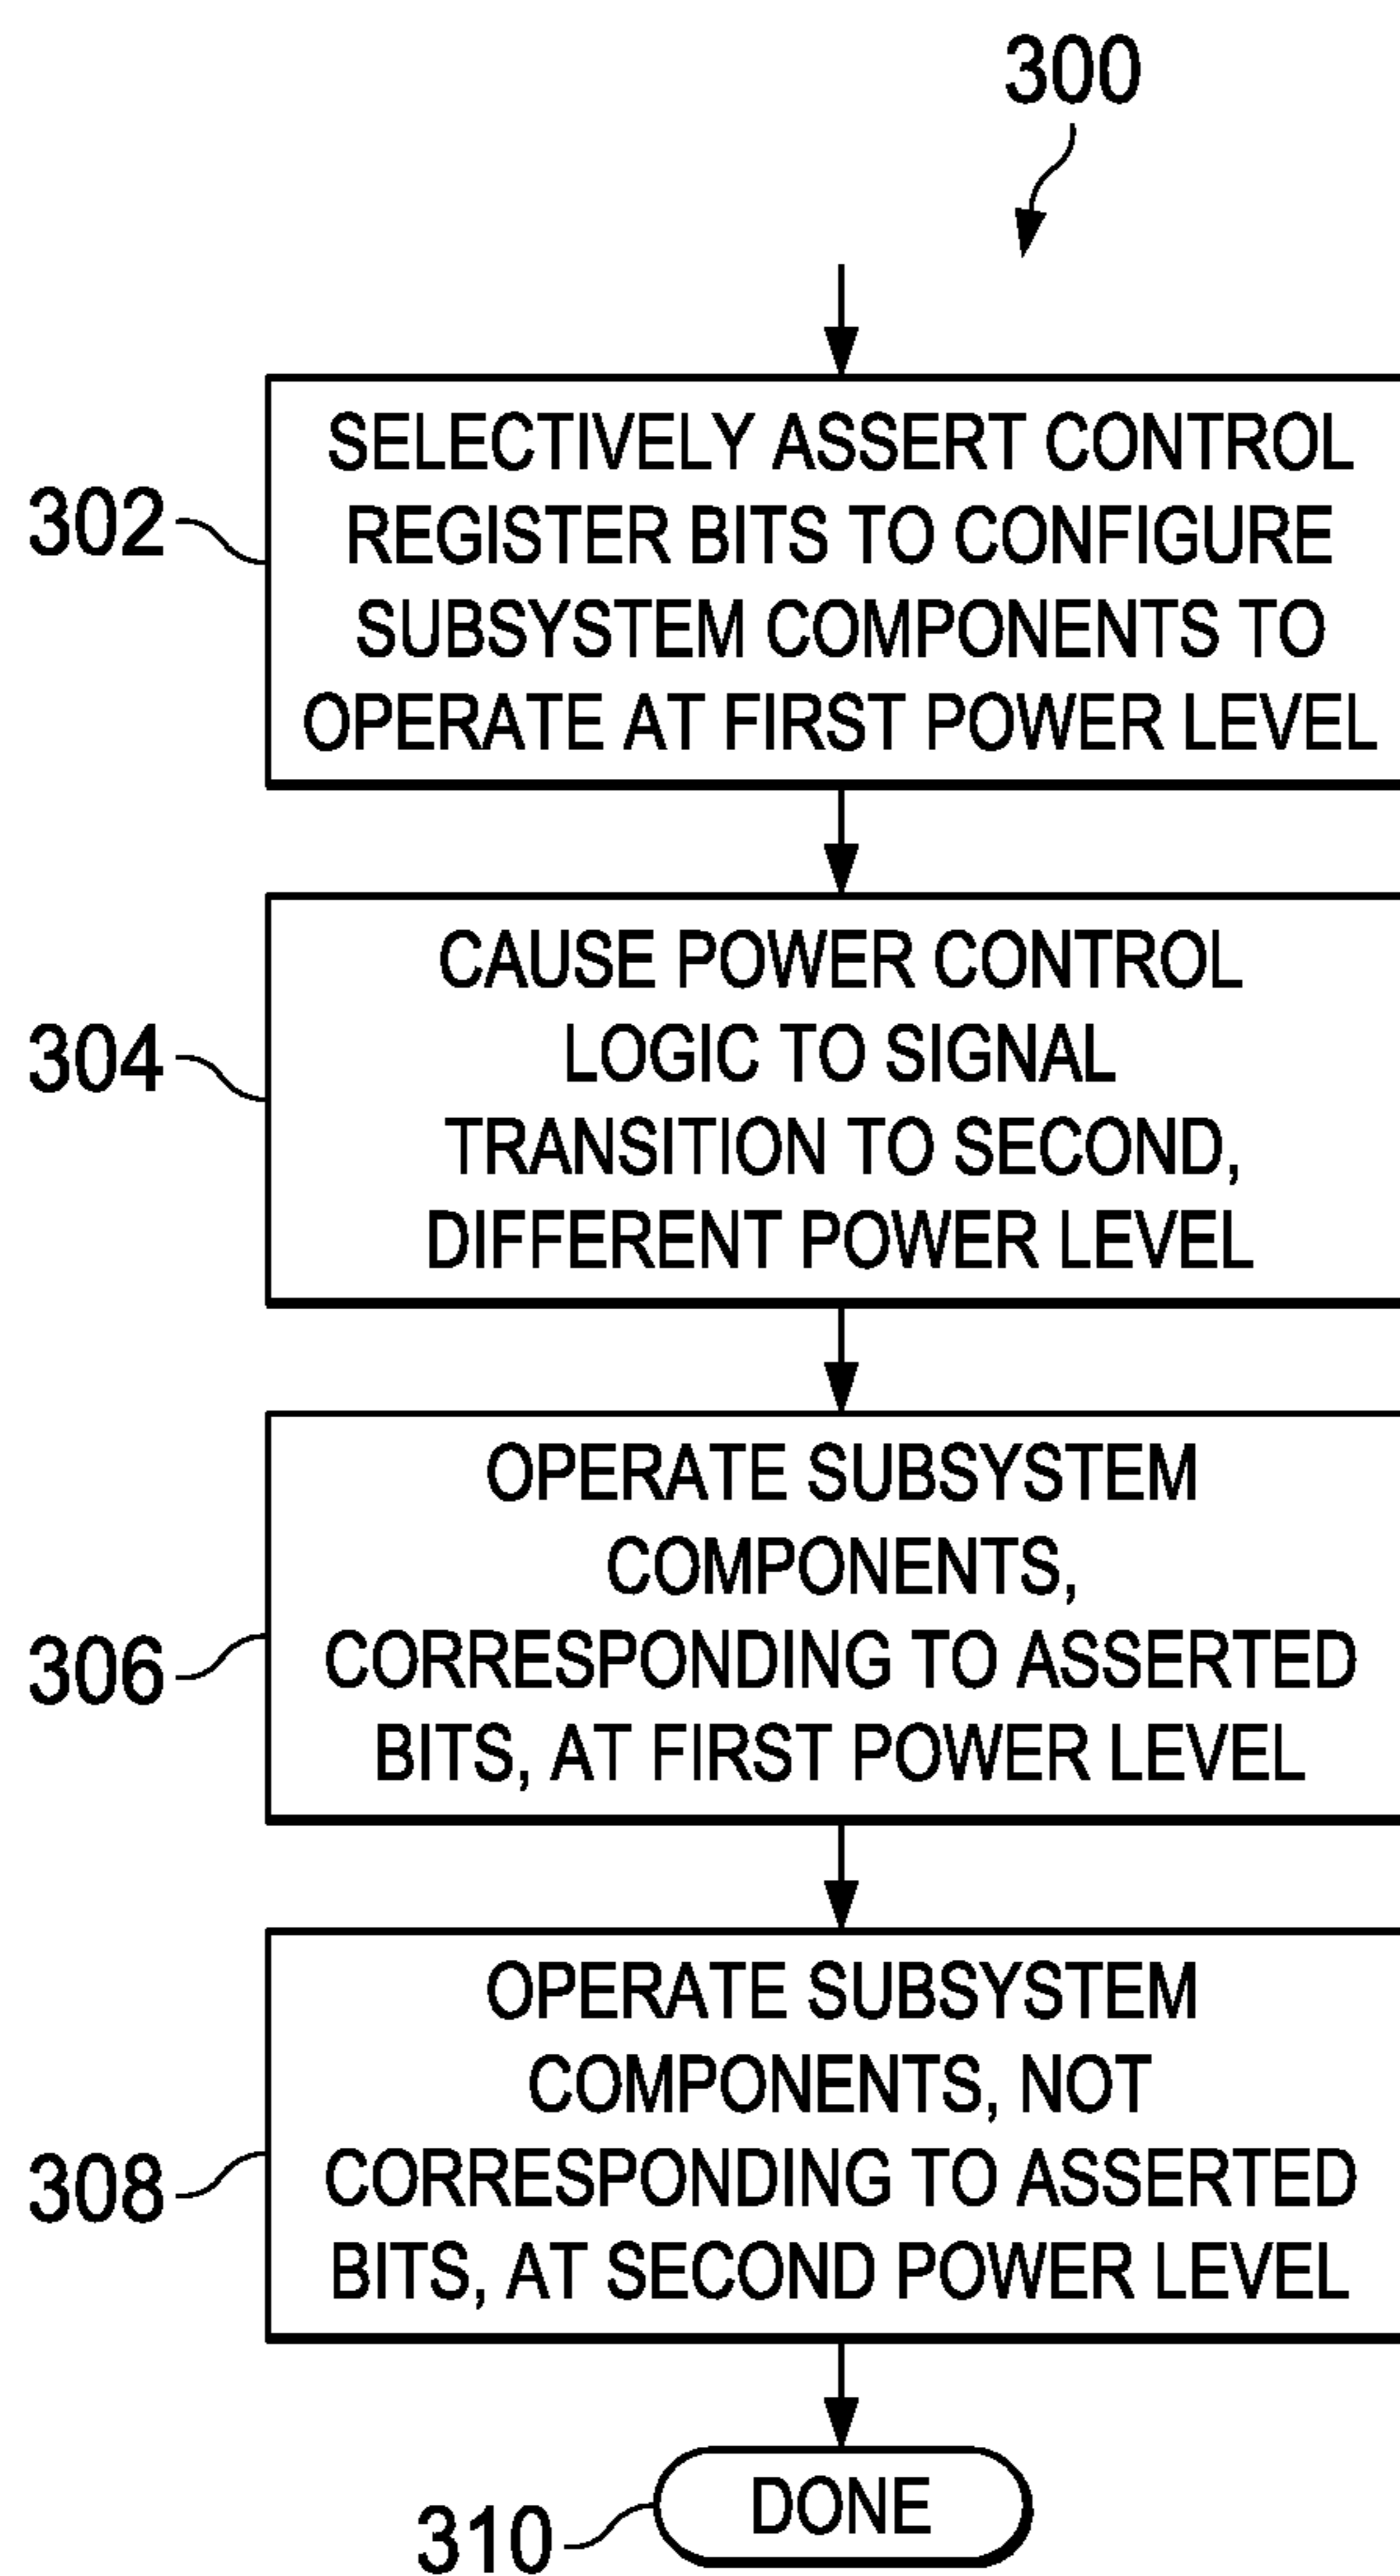 300
302
SELECTIVELY ASSERT CONTROL
REGISTER BITS TO CONFIGURE
SUBSYSTEM COMPONENTS TO
OPERATE AT FIRST POWER LEVEL
304
CAUSE POWER CONTROL
LOGIC TO SIGNAL
TRANSITION TO SECOND,
DIFFERENT POWER LEVEL
306
OPERATE SUBSYSTEM
COMPONENTS,
CORRESPONDING TO ASSERTED
BITS, AT FIRST POWER LEVEL
308
OPERATE SUBSYSTEM
COMPONENTS, NOT
CORRESPONDING TO ASSERTED
BITS, AT SECOND POWER LEVEL
310
DONE